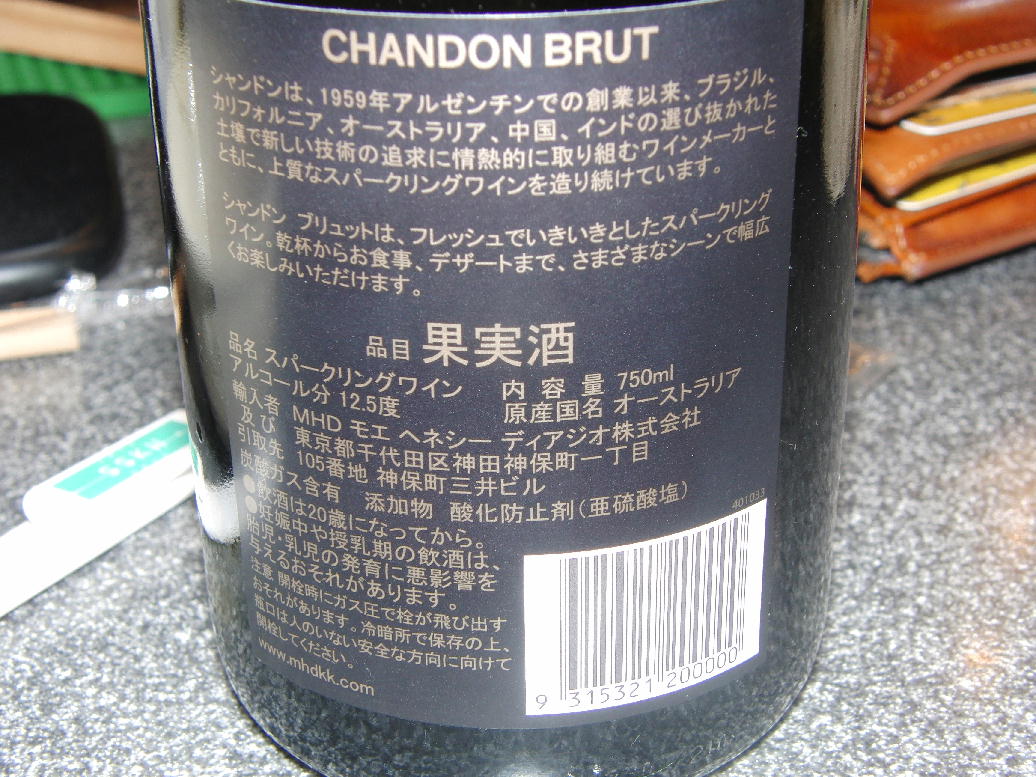 CHANDON BRUT
シャンドンは、1959年アルゼンチンでの創業以来、ブラジル、
カリフォルニア、オーストラリア、中国、インドの選び抜かれた
土壌で新しい技術の追求に情熱的に取り組むワインメーカーと
ともに、上質なスパークリングワインを造り続けています。
シャンドン ブリュットは、フレッシュでいきいきとしたスパークリング
ワイン。乾杯からお食事、デザートまで、さまざまなシーンで幅広
くお楽しみいただけます。
品目 果実酒
品名 スパークリングワイン 内容量 750ml
アルコール分 12.5度 原産国名 オーストラリア
輸入者 MHD モエ ヘネシー ディアジオ株式会社
及び 東京都千代田区神田神保町一丁目
引取先 105番地 神保町三井ビル
炭酸ガス含有 添加物 酸化防止剤(亜硫酸塩)
●飲酒は20歳になってから。
●妊娠中や授乳期の飲酒は、
胎児・乳児の発育に悪影響を
与えるおそれがあります。
注意 開栓時にガス圧で栓が飛び出す
おそれがあります。冷暗所で保存の上、
瓶口は人のいない安全な方向に向けて
開栓してください。
www.mhdkk.com
401033
9 315321 200000